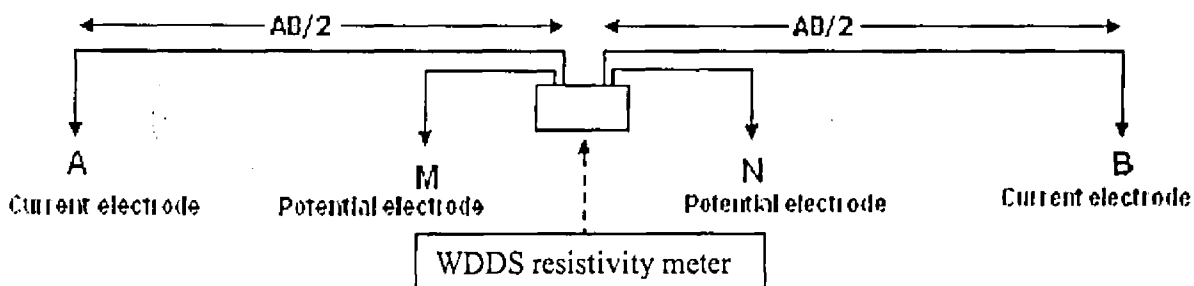 AB/2 AB/2
A M N B
Current electrode Potential electrode Potential electrode Current electrode
WDDS resistivity meter